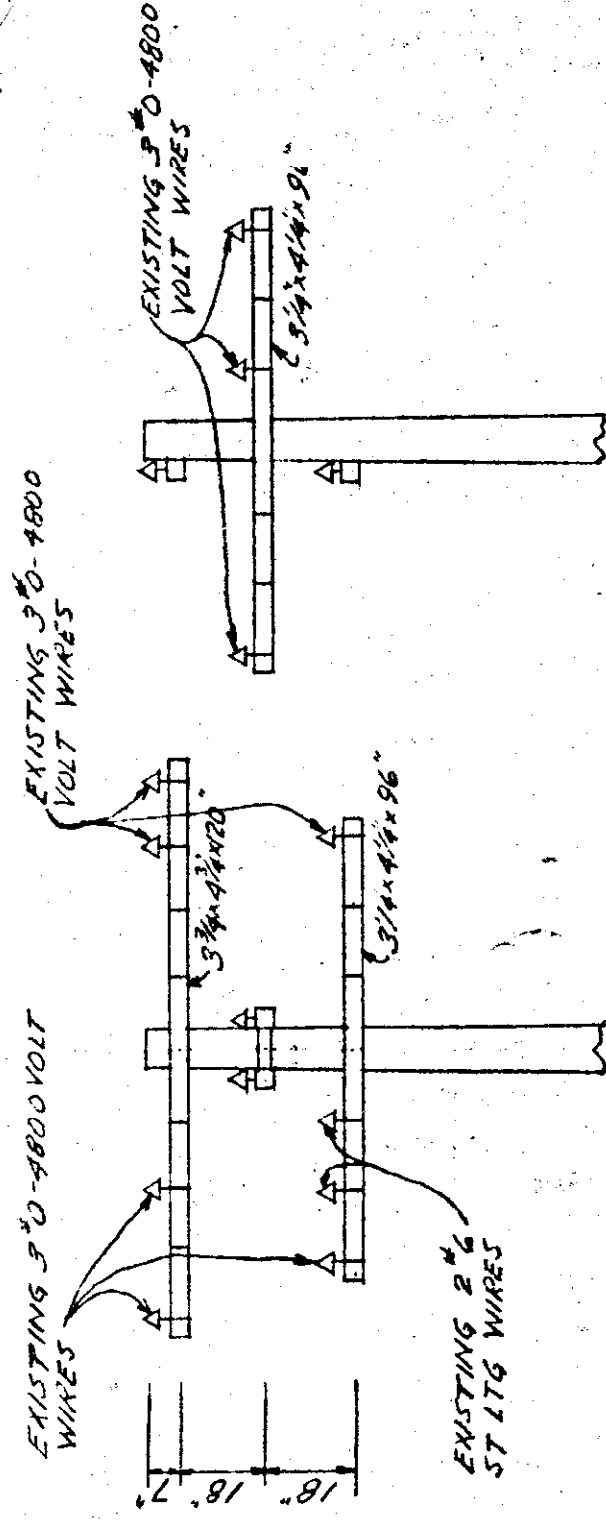 EXISTING 3 # 0-4800 VOLT
WIRES
EXISTING 3 # 0-4800
VOLT WIRES
EXISTING 3 # 0-4800
VOLT WIRES
3 3/4 x 4 3/4 x 120"
3 1/4 x 4 1/4 x 96"
3 1/4 x 4 1/4 x 96"
7"
18"
18"
EXISTING 2 # 6
ST LTG WIRES